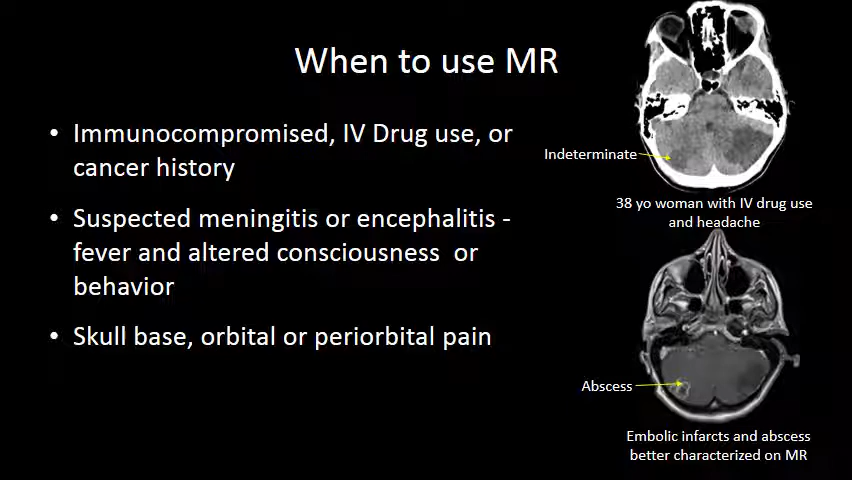 When to use MR
• Immunocompromised, IV Drug use, or
cancer history
• Suspected meningitis or encephalitis -
fever and altered consciousness  or
behavior
• Skull base, orbital or periorbital pain
Indeterminate
38 yo woman with IV drug use
and headache
Abscess
Embolic infarcts and abscess
better characterized on MR